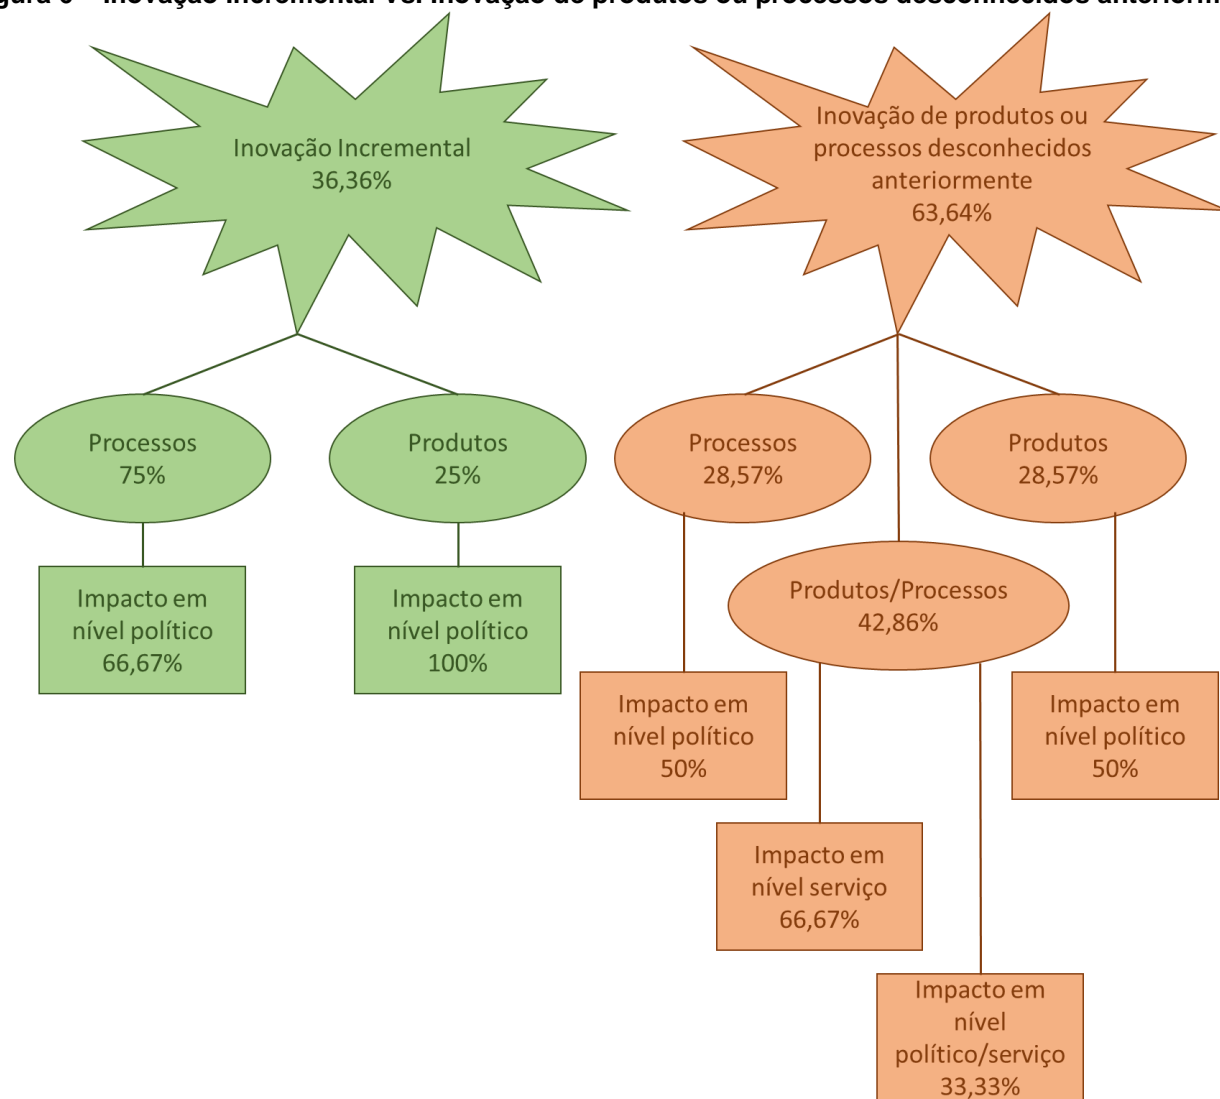 Inovação Incremental
36,36%
Inovação de produtos ou
processos desconhecidos
anteriormente
63,64%
Processos
75%
Produtos
25%
Processos
28,57%
Produtos
28,57%
Impacto em
nível político
66,67%
Impacto em
nível político
100%
Produtos/Processos
42,86%
Impacto em
nível político
50%
Impacto em
nível político
50%
Impacto em
nível serviço
66,67%
Impacto em
nível
político/serviço
33,33%